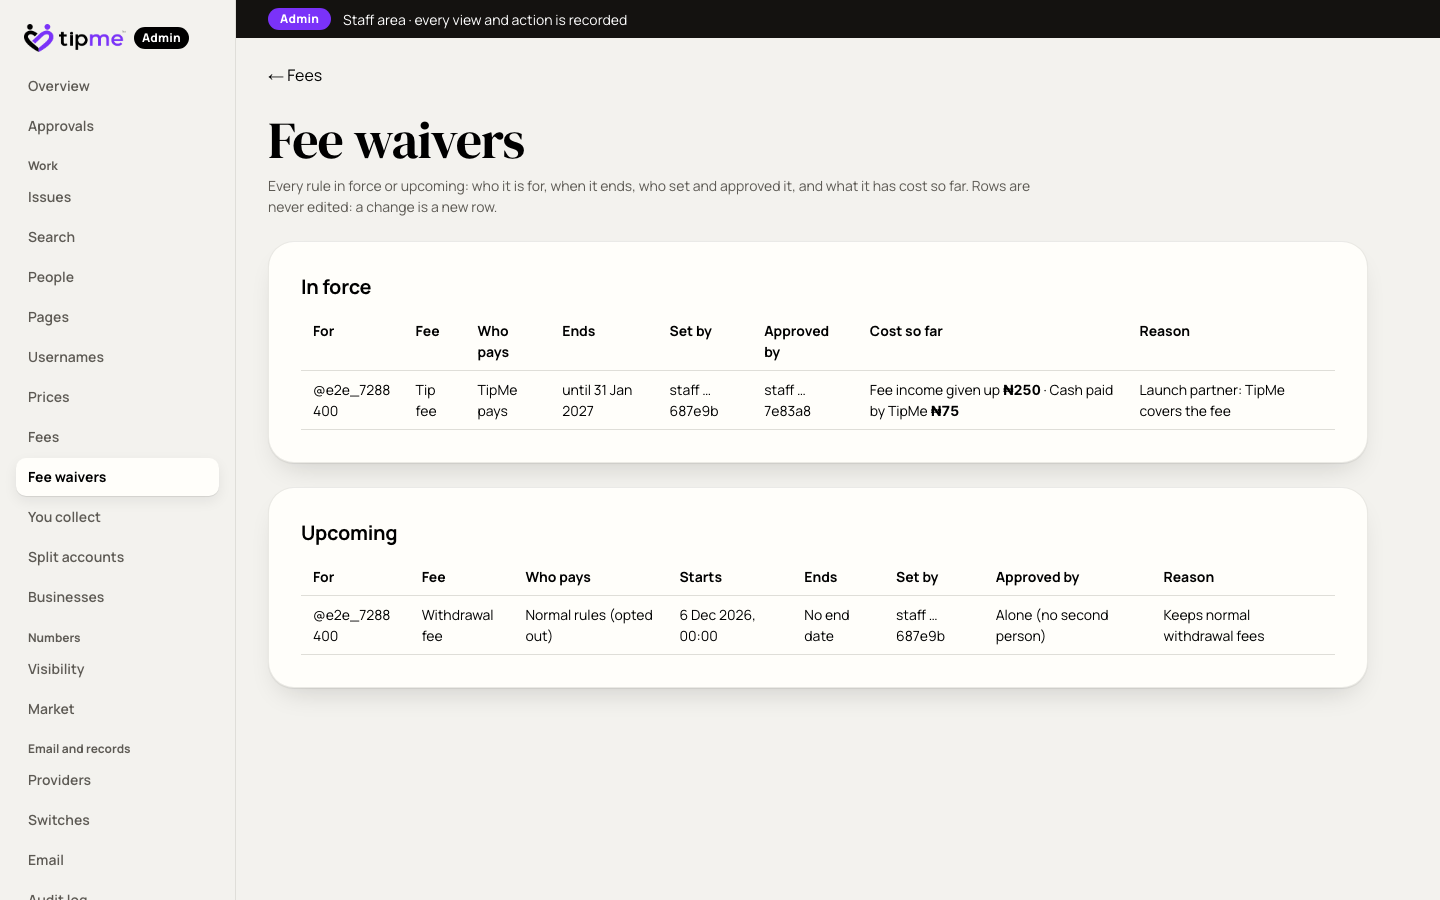 tipme Admin
Admin Staff area · every view and action is recorded
Overview
Approvals
Work
Issues
Search
People
Pages
Usernames
Prices
Fees
Fee waivers
You collect
Split accounts
Businesses
Numbers
Visibility
Market
Email and records
Providers
Switches
Email
Audit log
← Fees
Fee waivers
Every rule in force or upcoming: who it is for, when it ends, who set and approved it, and what it has cost so far. Rows are
never edited: a change is a new row.
In force
For Fee Who Ends Set by Approved Cost so far Reason
pays by
@e2e_7288 Tip TipMe until 31 Jan staff … staff … Fee income given up ₦250 · Cash paid Launch partner: TipMe
400 fee pays 2027 687e9b 7e83a8 by TipMe ₦75 covers the fee
Upcoming
For Fee Who pays Starts Ends Set by Approved by Reason
@e2e_7288 Withdrawal Normal rules (opted 6 Dec 2026, No end staff … Alone (no second Keeps normal
400 fee out) 00:00 date 687e9b person) withdrawal fees